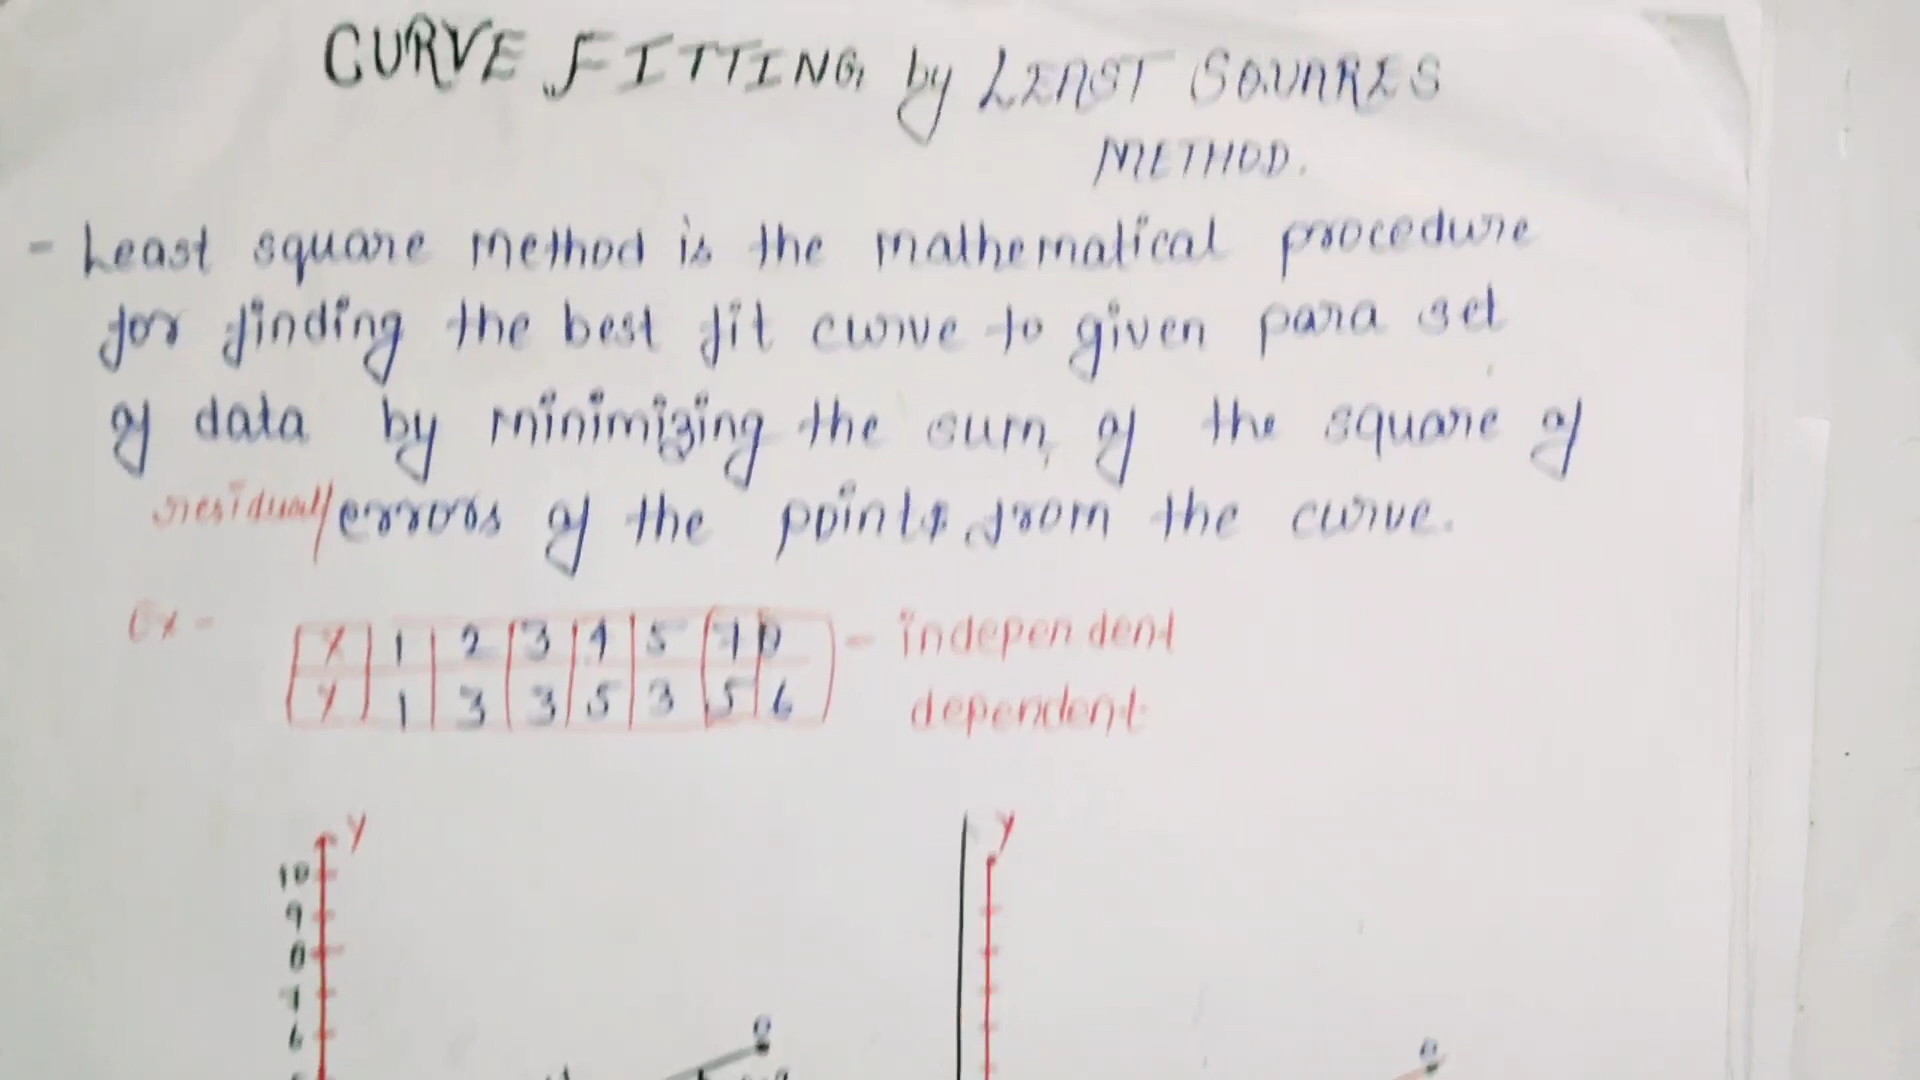 CURVE FITTING by LEAST SQUARES
METHOD.
- Least square method is the mathematical procedure
for finding the best fit curve to given para set
of data by minimizing the sum of the square of
residual/errors of the points from the curve.
Ex - X 1 2 3 4 5 7 8 - independent
Y 1 3 3 5 3 5 6 dependent
Y Y
10
9
8
7
6